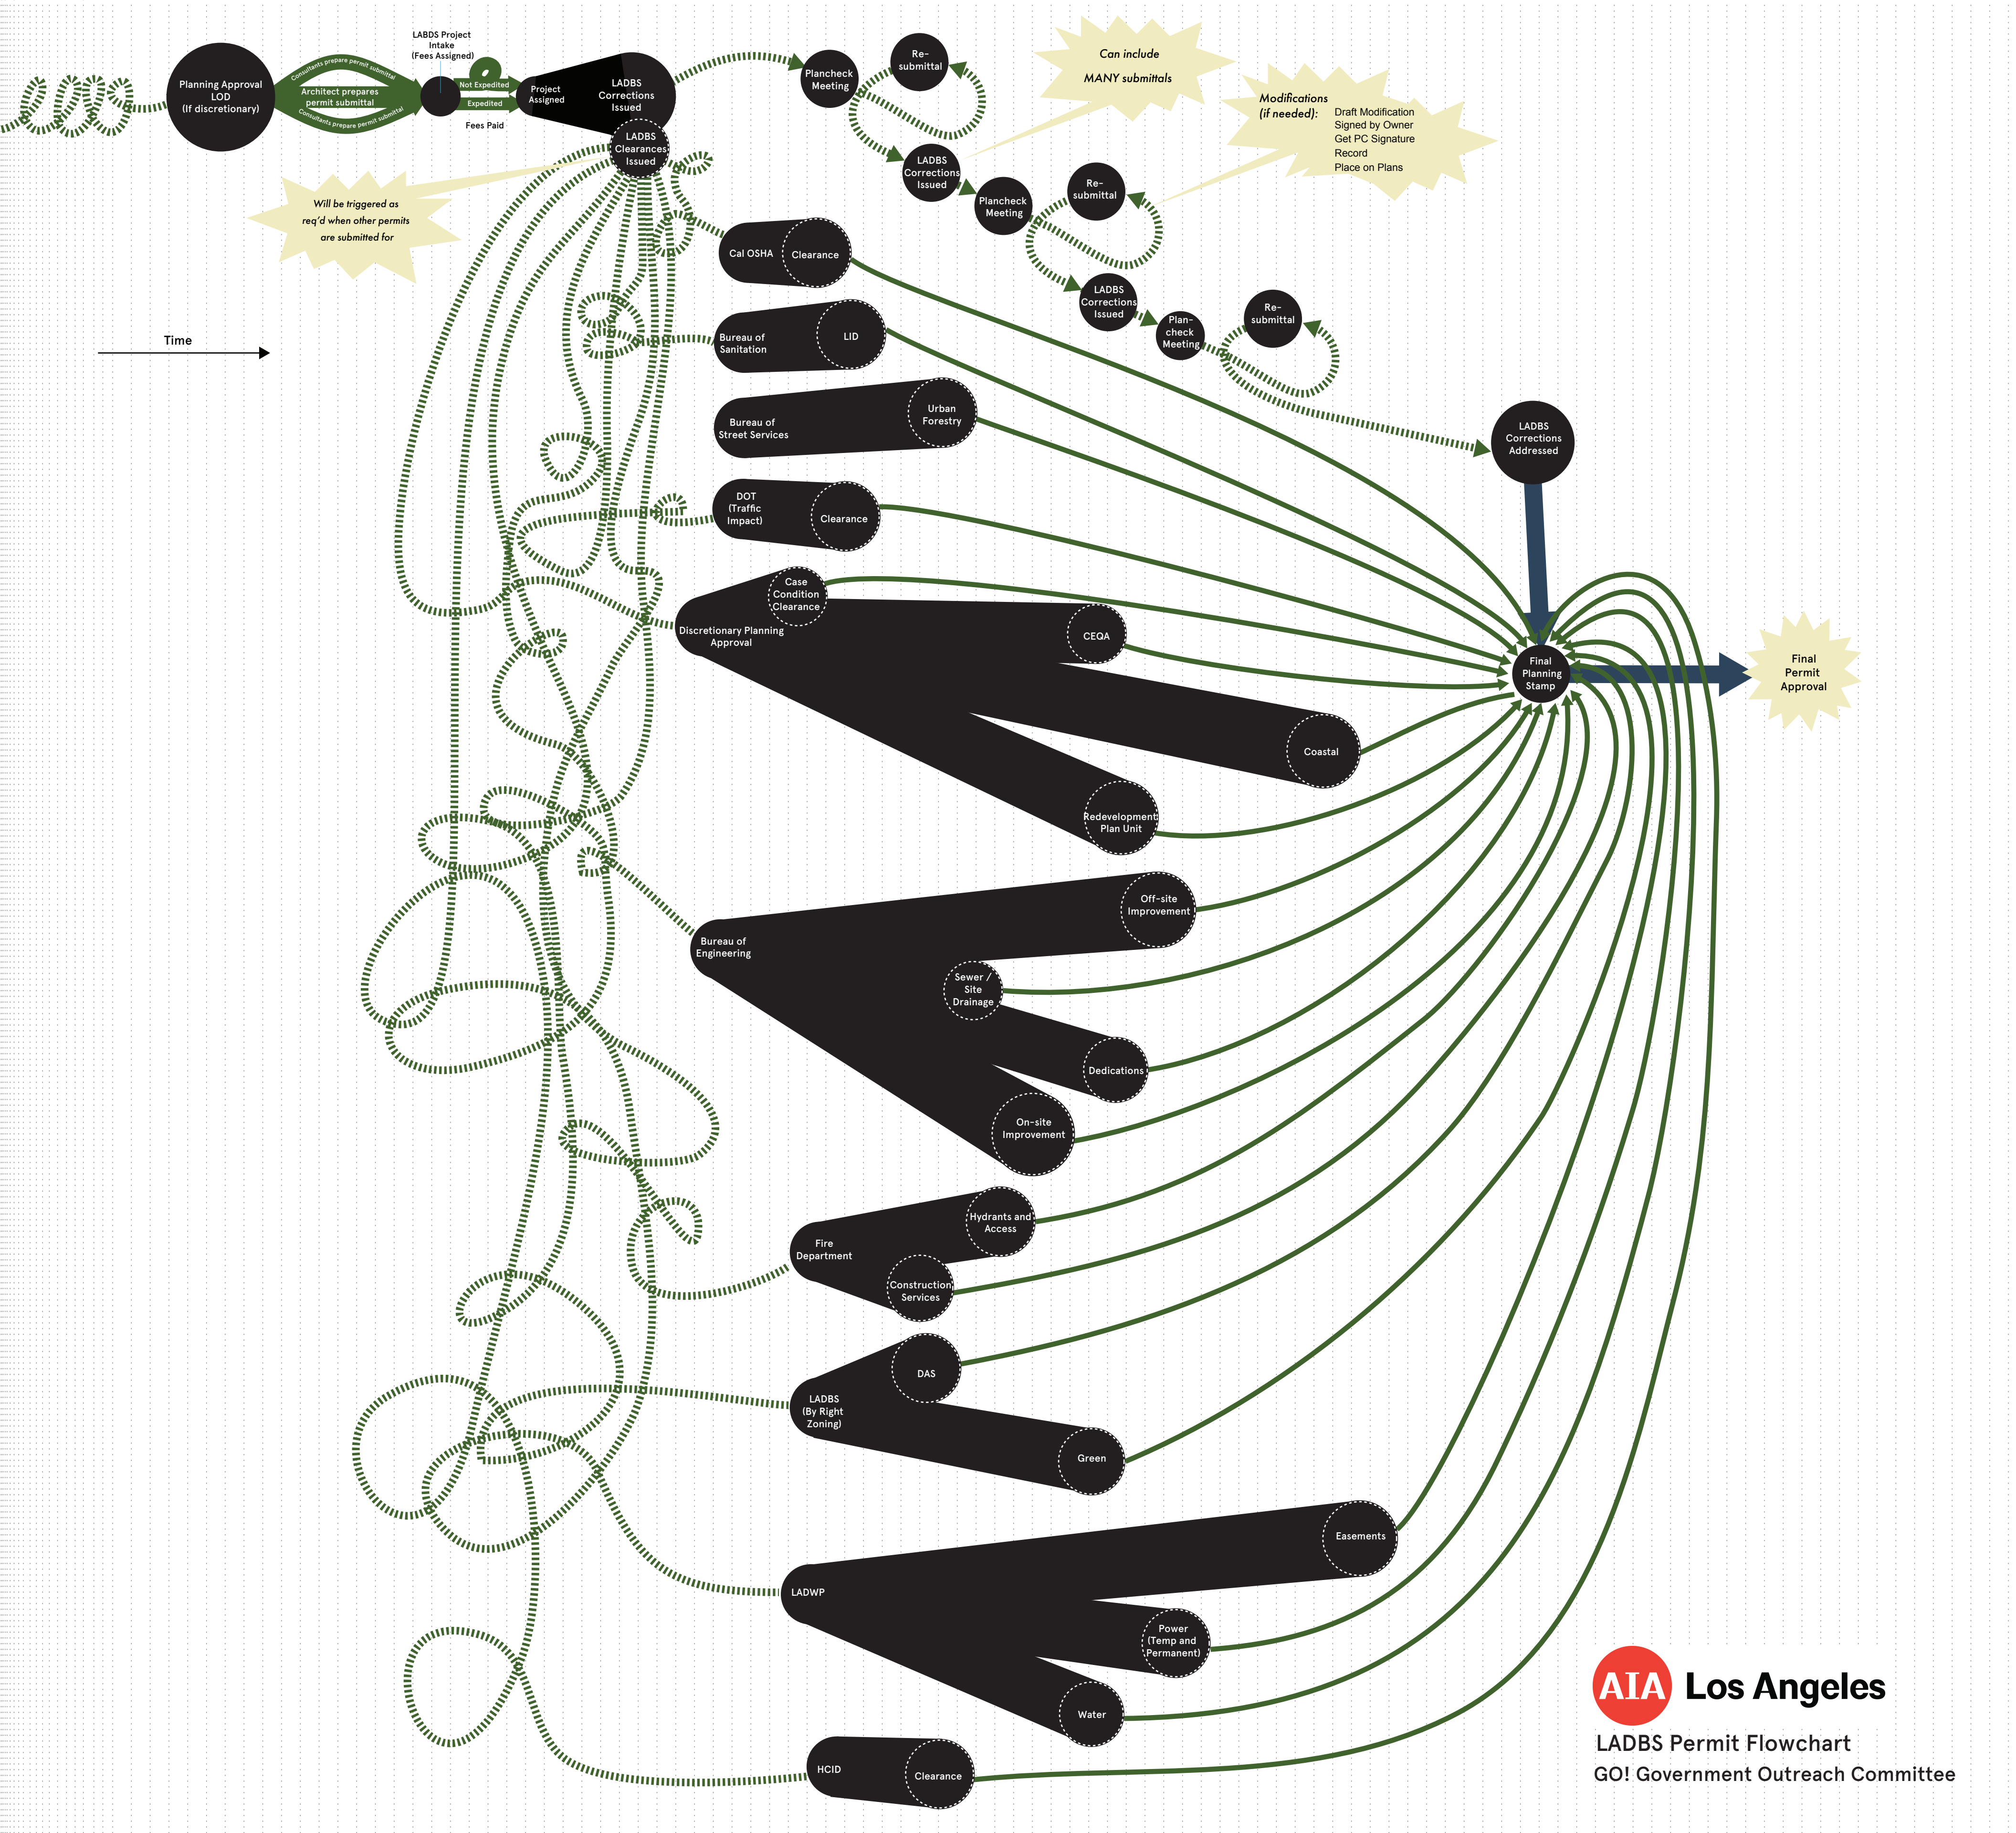 Planning Approval
LOD
(If discretionary)
Consultants prepare permit submittal
Architect prepares
permit submittal
Consultants prepare permit submittal
LABDS Project
Intake
(Fees Assigned)
Not Expedited
Expedited
Fees Paid
Project
Assigned
LADBS
Corrections
Issued
LADBS
Clearances
Issued
Will be triggered as
req'd when other permits
are submitted for
Time
Plancheck
Meeting
Re-
submittal
LADBS
Corrections
Issued
Can include
MANY submittals
Plancheck
Meeting
Re-
submittal
Modifications
(if needed):
Draft Modification
Signed by Owner
Get PC Signature
Record
Place on Plans
LADBS
Corrections
Issued
Plan-
check
Meeting
Re-
submittal
LADBS
Corrections
Addressed
Cal OSHA
Clearance
Bureau of
Sanitation
LID
Bureau of
Street Services
Urban
Forestry
DOT
(Traffic
Impact)
Clearance
Discretionary Planning
Approval
Case
Condition
Clearance
CEQA
Coastal
Redevelopment
Plan Unit
Final
Planning
Stamp
Final
Permit
Approval
Bureau of
Engineering
Off-site
Improvement
Sewer /
Site
Drainage
Dedications
On-site
Improvement
Fire
Department
Hydrants and
Access
Construction
Services
LADBS
(By Right
Zoning)
DAS
Green
LADWP
Easements
Power
(Temp and
Permanent)
Water
HCID
Clearance
AIA Los Angeles
LADBS Permit Flowchart
GO! Government Outreach Committee